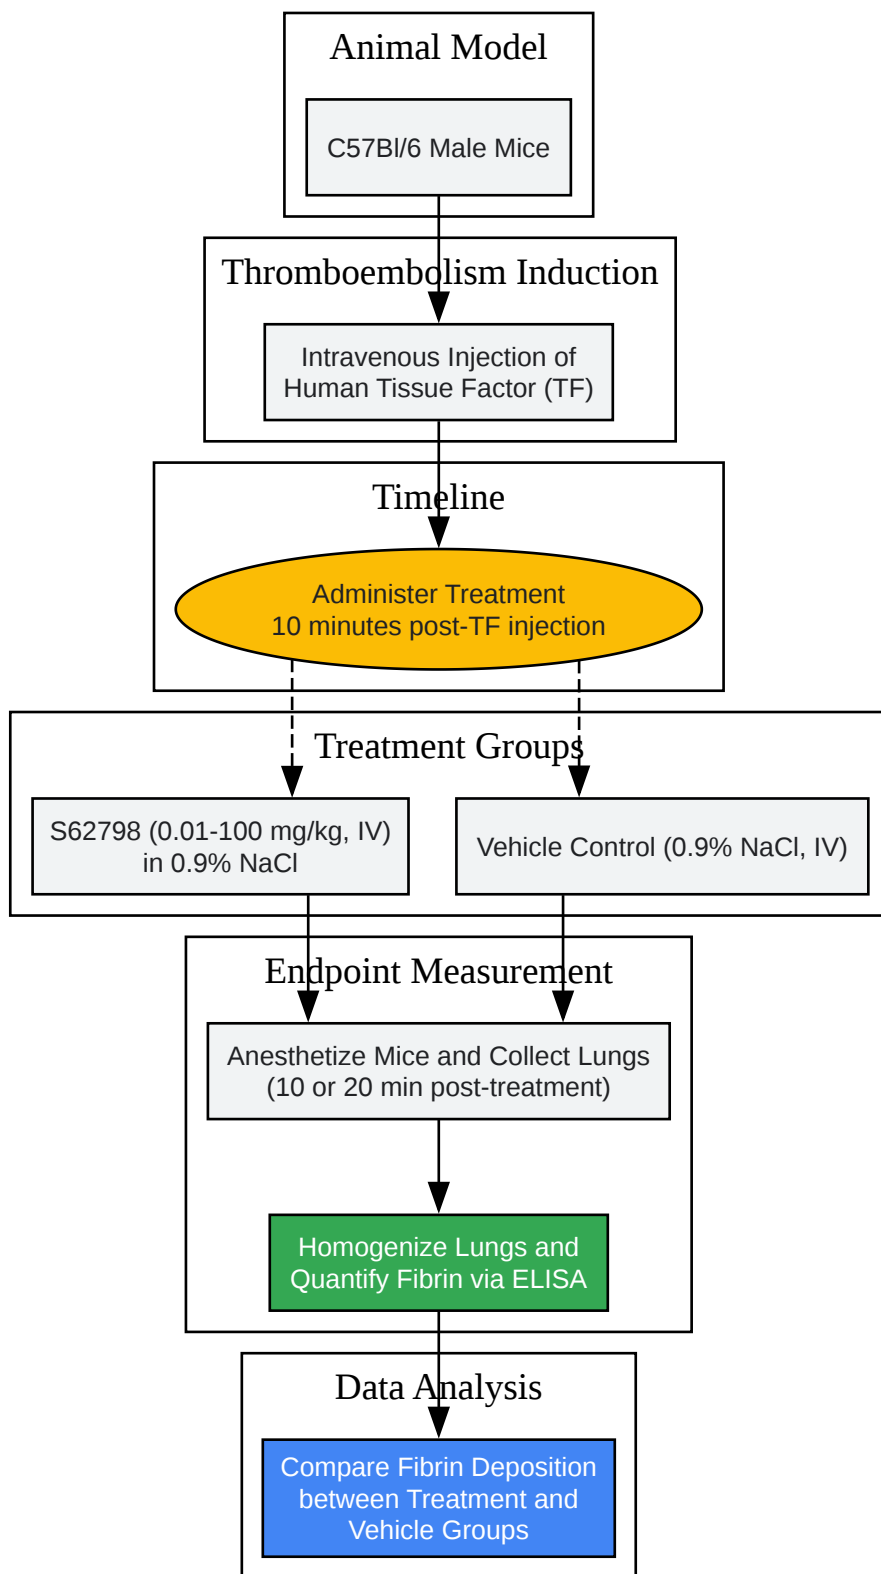 Animal Model
C57Bl/6 Male Mice
Thromboembolism Induction
Intravenous Injection of
Human Tissue Factor (TF)
Timeline
Administer Treatment
10 minutes post-TF injection
Treatment Groups
S62798 (0.01-100 mg/kg, IV)
in 0.9% NaCl
Vehicle Control (0.9% NaCl, IV)
Endpoint Measurement
Anesthetize Mice and Collect Lungs
(10 or 20 min post-treatment)
Homogenize Lungs and
Quantify Fibrin via ELISA
Data Analysis
Compare Fibrin Deposition
between Treatment and
Vehicle Groups